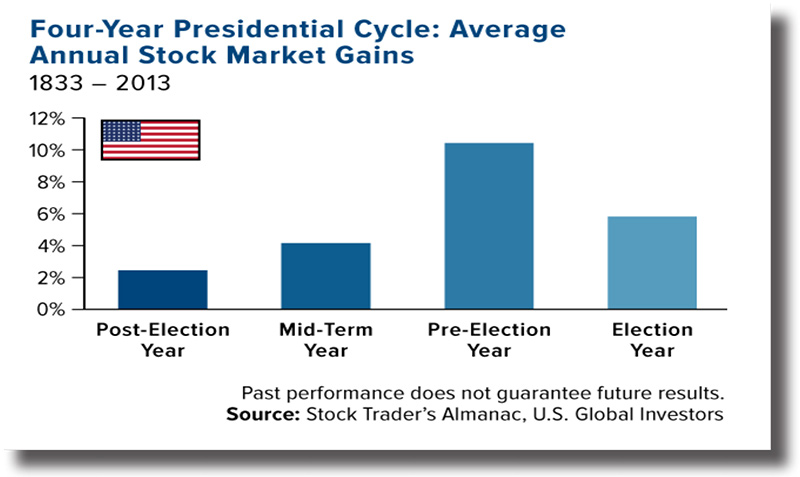 Four-Year Presidential Cycle: Average
Annual Stock Market Gains
1833 – 2013
12%
10%
8%
6%
4%
2%
0%
Post-Election Year
Mid-Term Year
Pre-Election Year
Election Year
Past performance does not guarantee future results.
Source: Stock Trader's Almanac, U.S. Global Investors